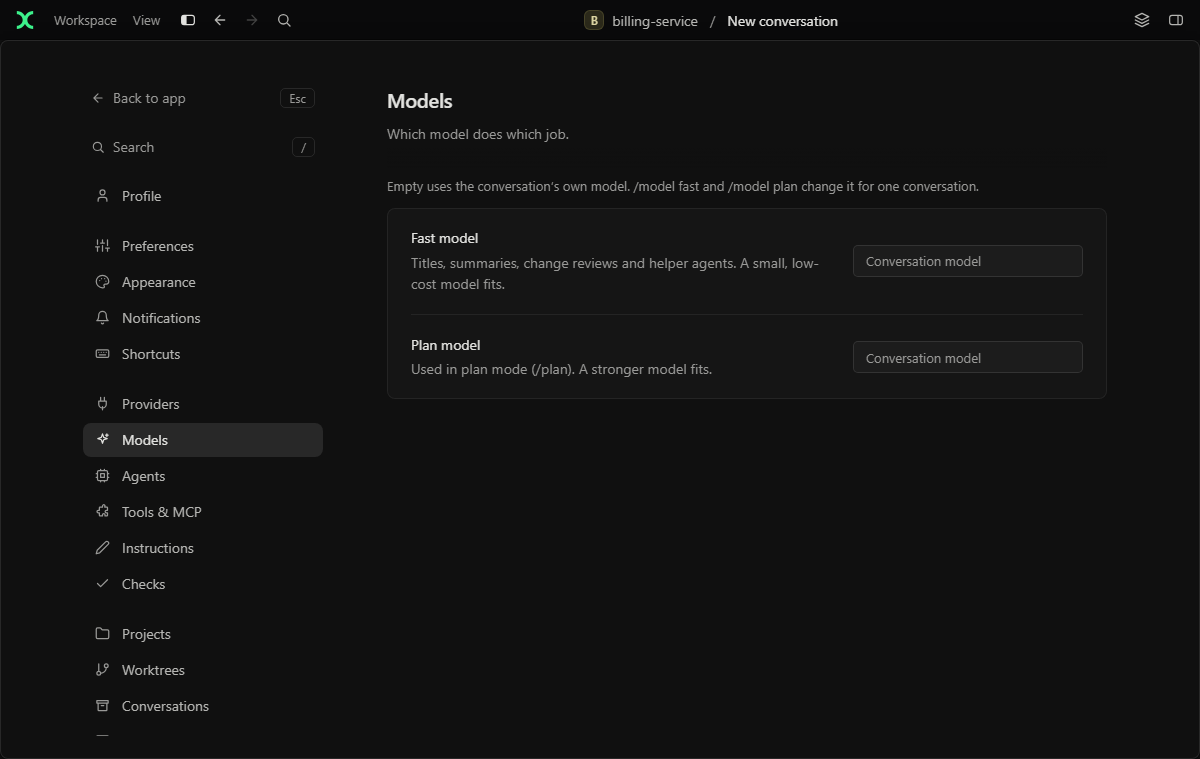 Workspace View B billing-service / New conversation
Back to app Esc
Search /
Profile
Preferences
Appearance
Notifications
Shortcuts
Providers
Models
Agents
Tools & MCP
Instructions
Checks
Projects
Worktrees
Conversations
Models
Which model does which job.
Empty uses the conversation's own model. /model fast and /model plan change it for one conversation.
Fast model
Titles, summaries, change reviews and helper agents. A small, low-
cost model fits.
Conversation model
Plan model
Used in plan mode (/plan). A stronger model fits.
Conversation model